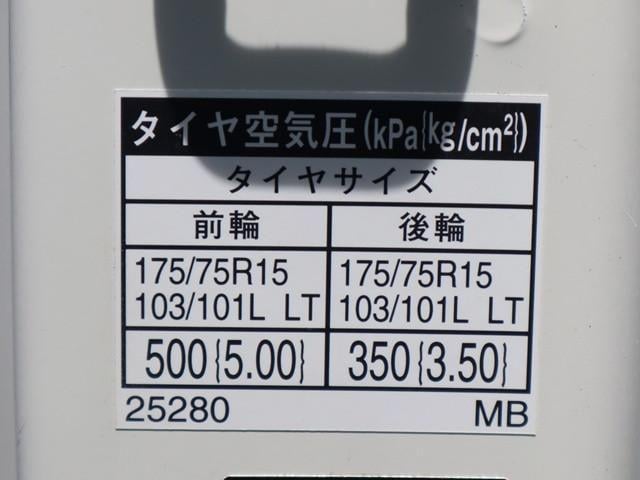 タイヤ空気圧(kPa{kg/cm²})
タイヤサイズ
前輪 後輪
175/75R15 175/75R15
103/101L LT 103/101L LT
500{5.00} 350{3.50}
25280 MB